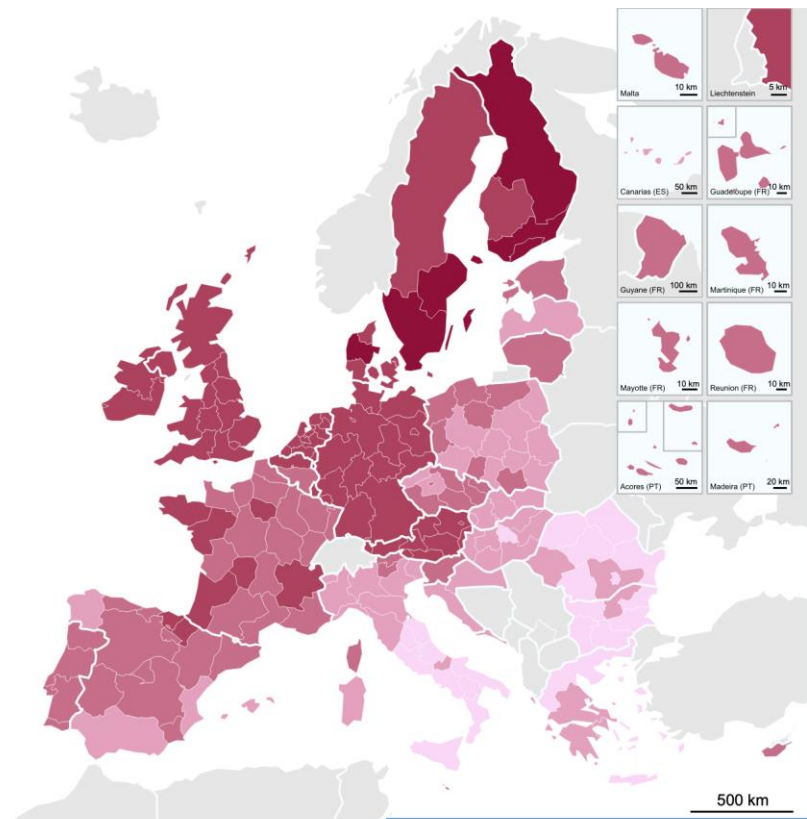 Malta
10 km
Liechtenstein
5 km
Canarias (ES)
50 km
Guadeloupe (FR)
10 km
Guyane (FR)
100 km
Martinique (FR)
10 km
Mayotte (FR)
10 km
Reunion (FR)
10 km
Acores (PT)
50 km
Madeira (PT)
20 km
500 km